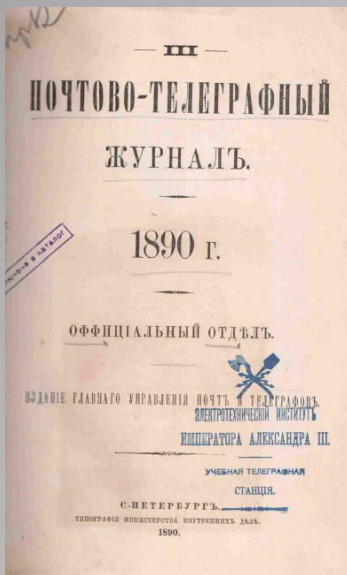 — III —
ПОЧТОВО-ТЕЛЕГРАФНЫЙ
ЖУРНАЛЪ.
1890 г.
каталог
ОФФИЦІАЛЬНЫЙ ОТДѢЛЪ.
ИЗДАНІЕ ГЛАВНАГО УПРАВЛЕНІЯ ПОЧТЪ И ТЕЛЕГРАФОВЪ.
ЭЛЕКТРОТЕХНИЧЕСКІЙ ИНСТИТУТЪ
ИМПЕРАТОРА АЛЕКСАНДРА III.
УЧЕБНАЯ ТЕЛЕГРАФНАЯ
СТАНЦІЯ.
С.-ПЕТЕРБУРГЪ.
ТИПОГРАФІЯ МИНИСТЕРСТВА ВНУТРЕННИХЪ ДѢЛЪ.
1890.